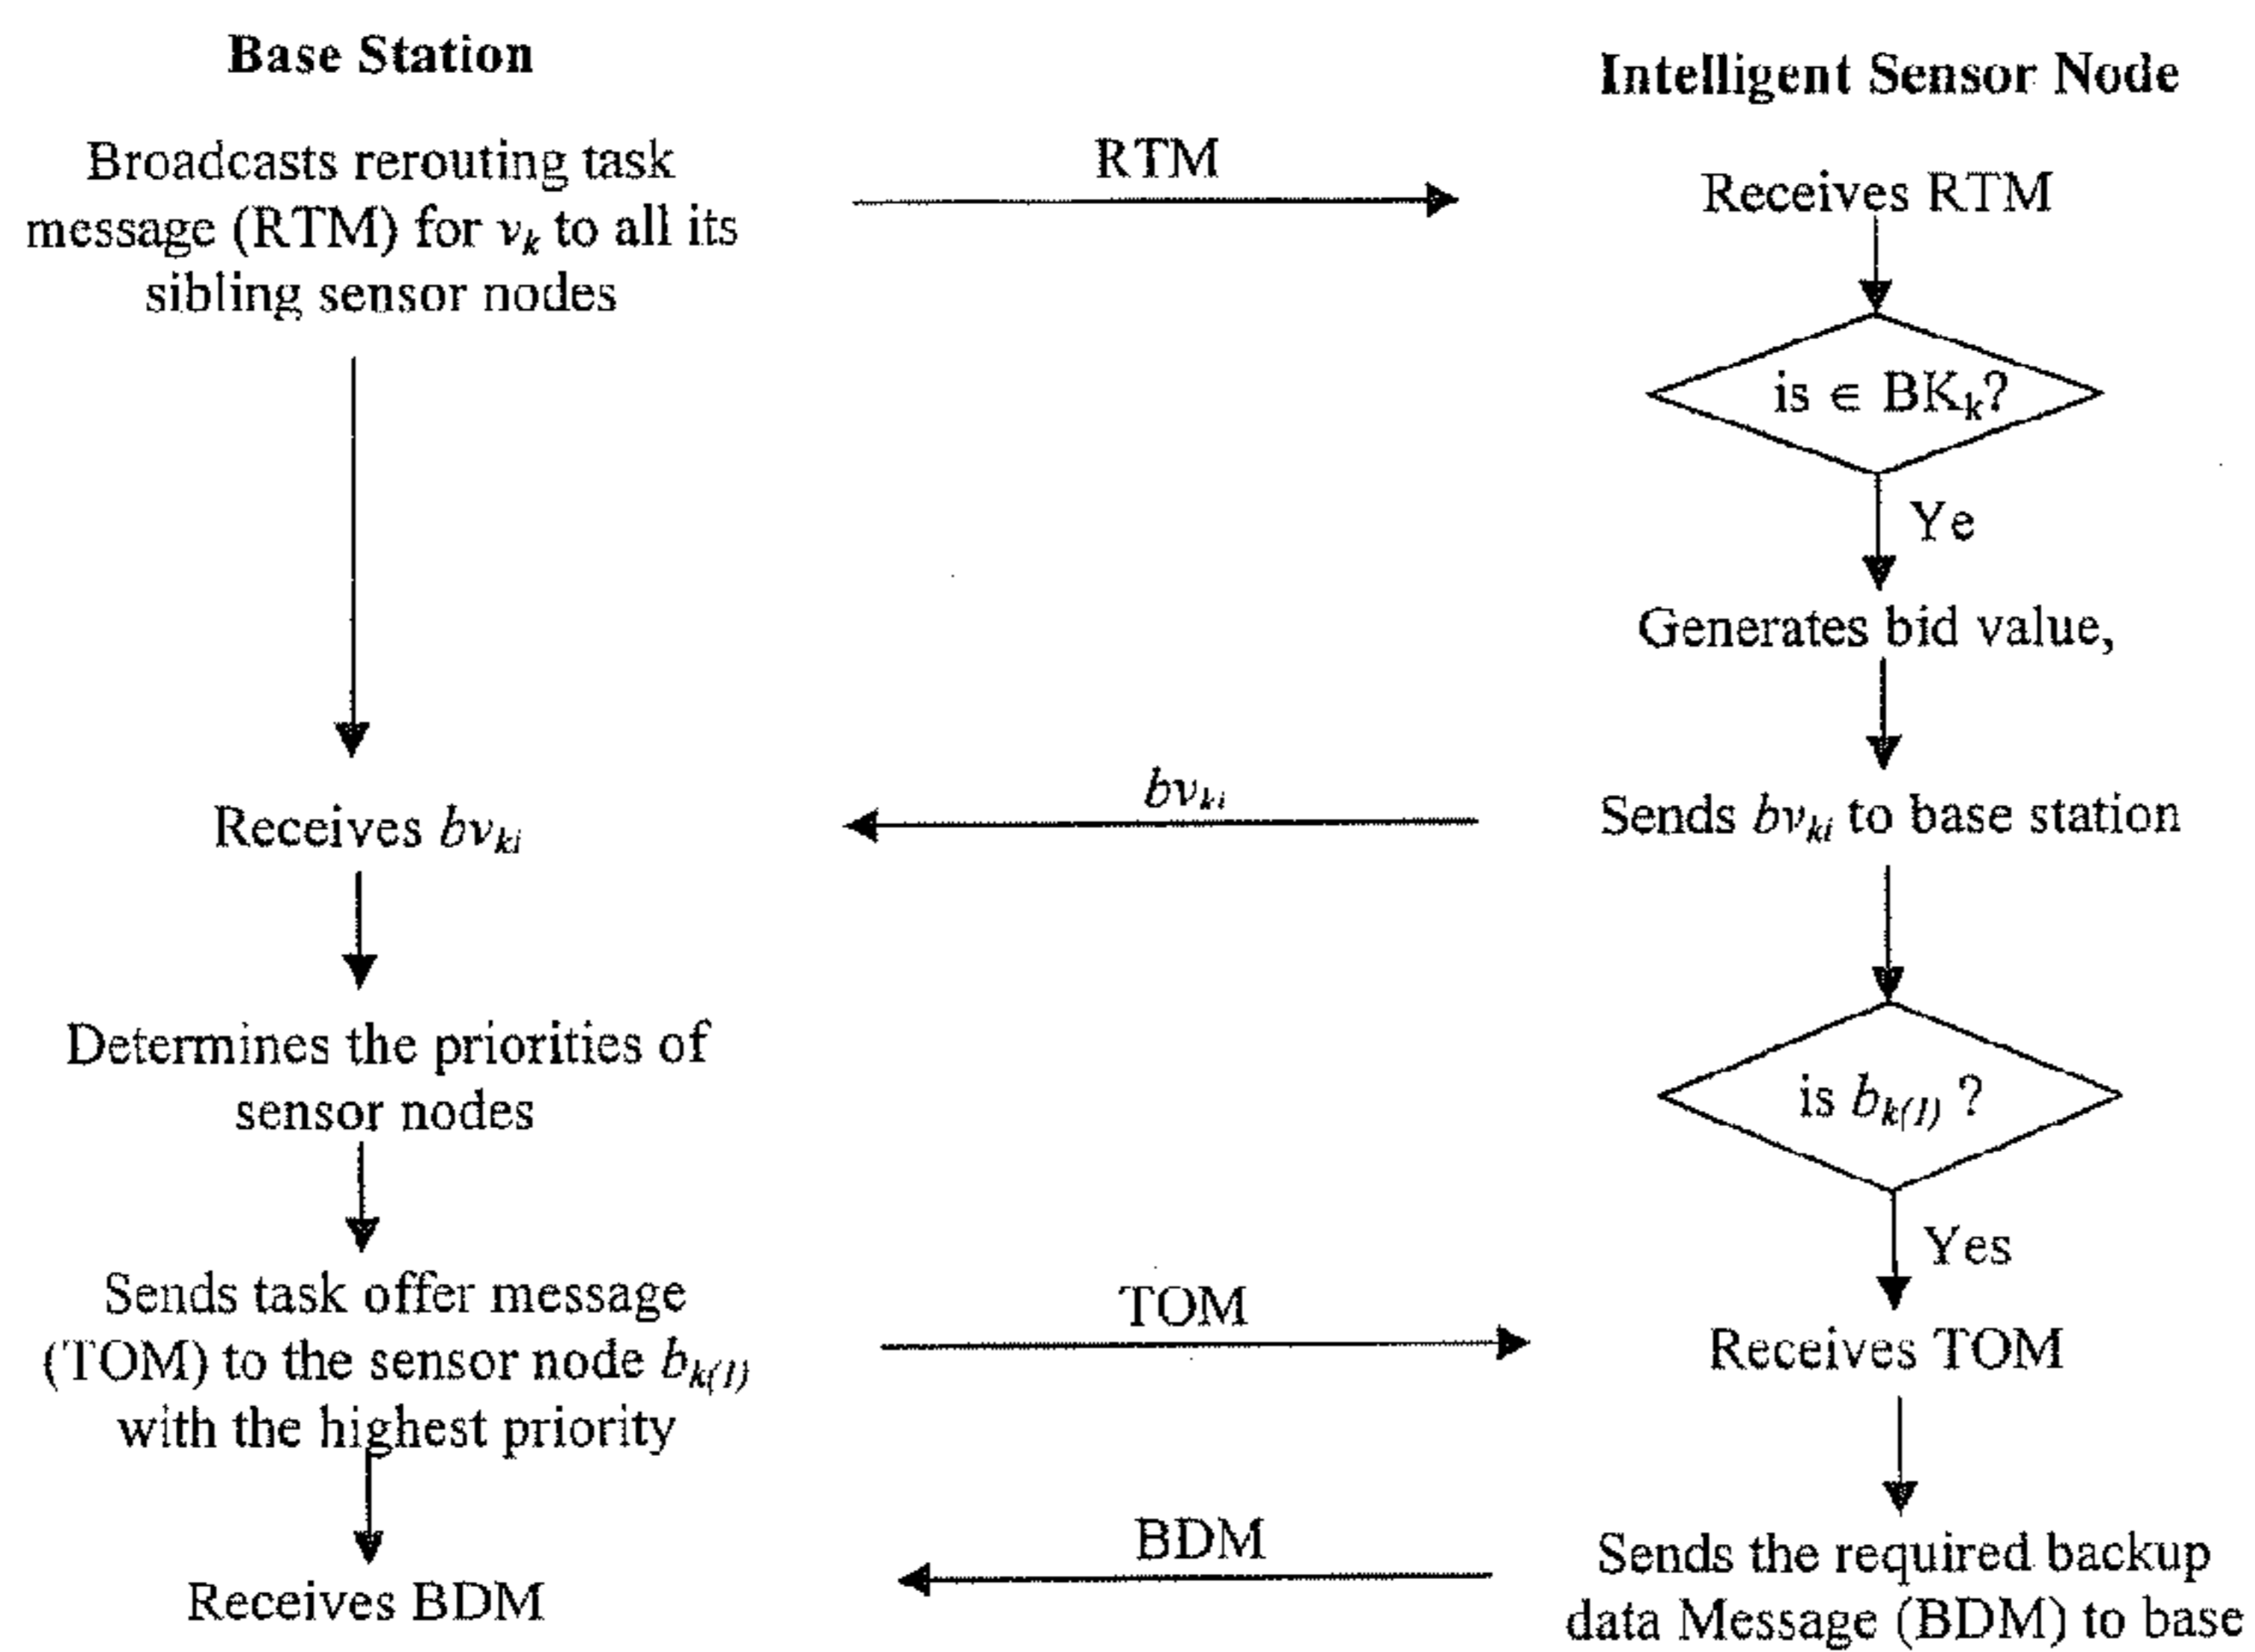 Base Station
Broadcasts rerouting task
message (RTM) for vk to all its
sibling sensor nodes
RTM
Intelligent Sensor Node
Receives RTM
is ∈ BKk?
Ye
Generates bid value,
Sends bvki to base station
bvki
Receives bvki
Determines the priorities of
sensor nodes
is bk(1) ?
Yes
Sends task offer message
(TOM) to the sensor node bk(1)
with the highest priority
TOM
Receives TOM
Sends the required backup
data Message (BDM) to base
BDM
Receives BDM